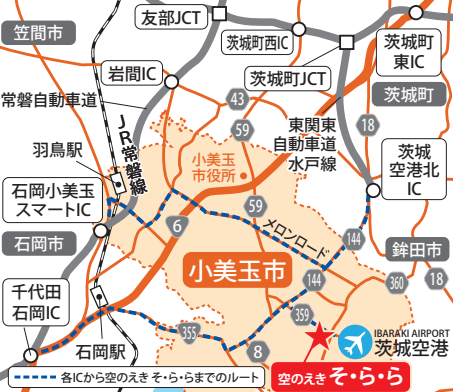 友部JCT
笠間市
茨城町西IC
茨城町
東IC
岩間IC
茨城町JCT
茨城町
常磐自動車道
43
59
18
JR常磐線
東関東
自動車道
水戸線
羽鳥駅
小美玉
市役所
茨城
空港北
IC
石岡小美玉
スマートIC
6
59
メロンロード
144
石岡市
鉾田市
小美玉市
144
360
18
千代田
石岡IC
359
355
IBARAKI AIRPORT
茨城空港
石岡駅
8
各ICから空のえき そ・ら・らまでのルート
空のえき そ・ら・ら